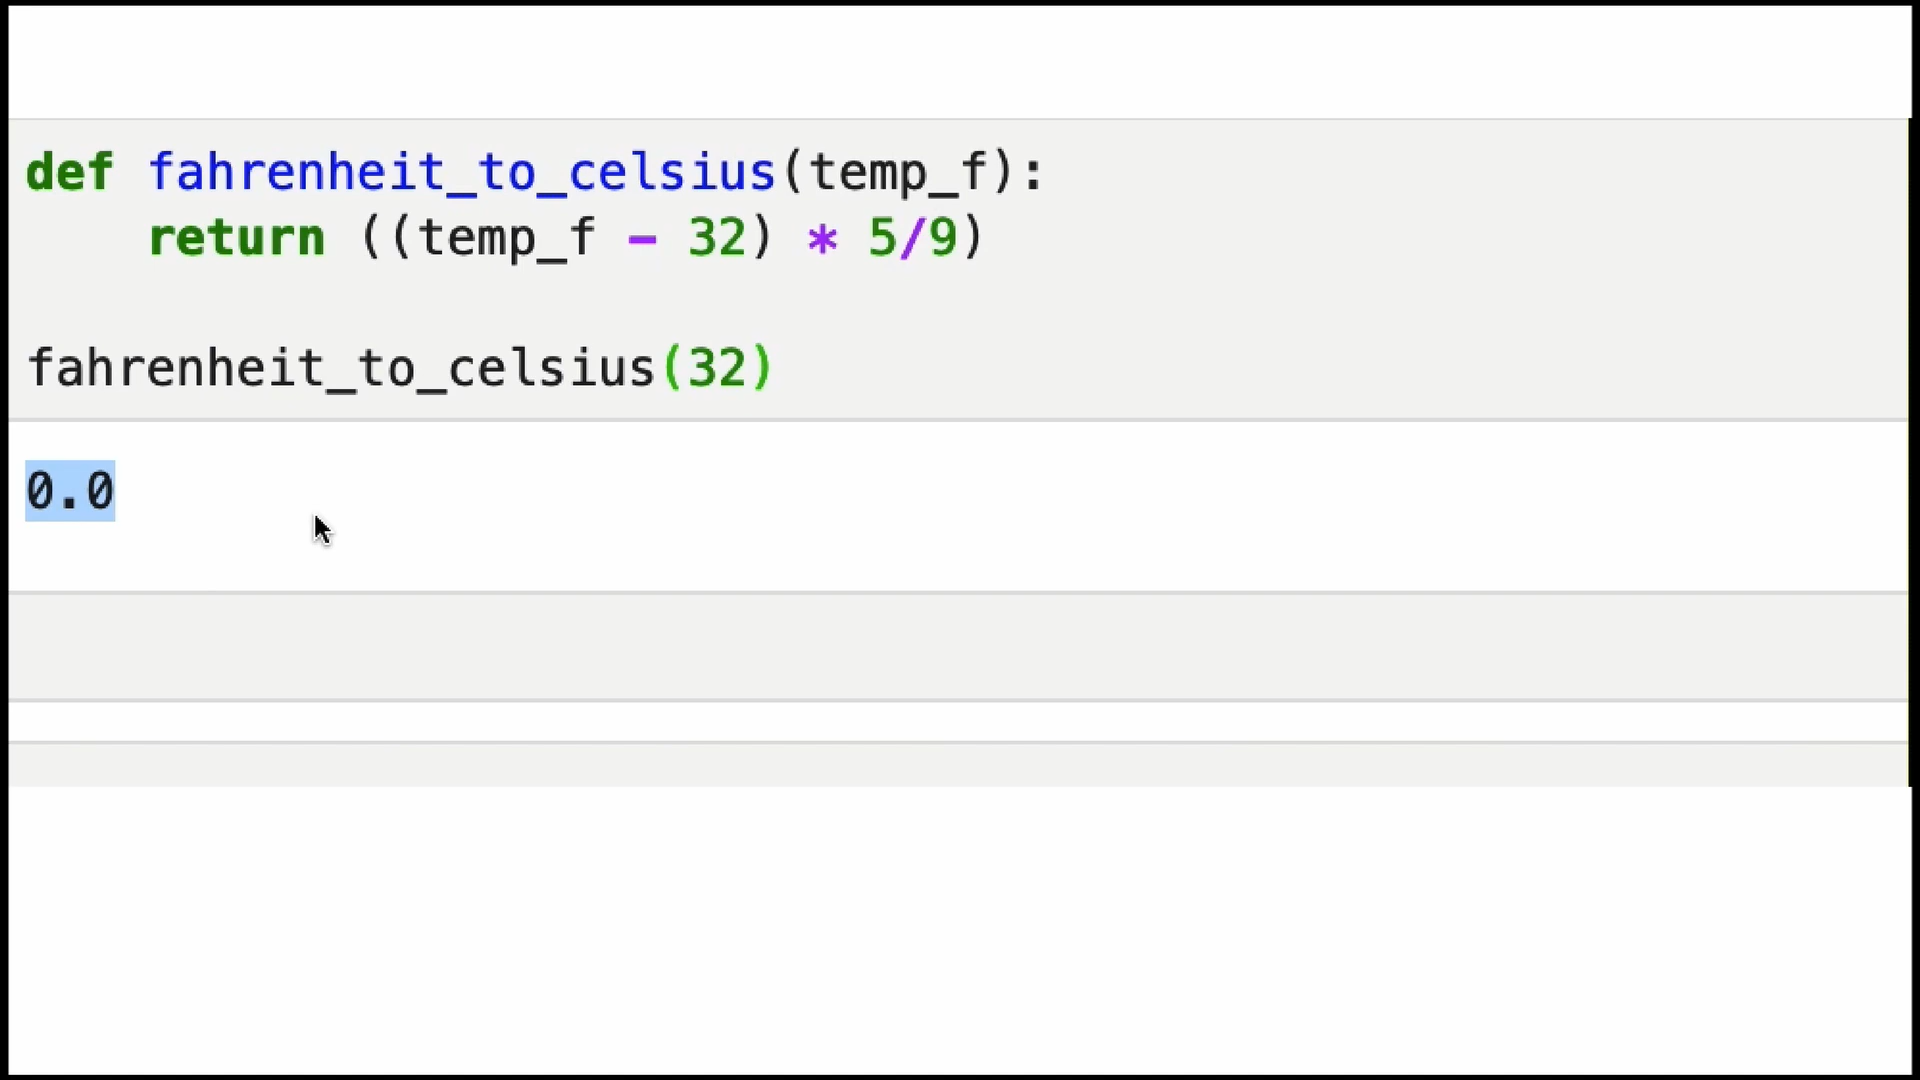 def fahrenheit_to_celsius(temp_f):
    return ((temp_f - 32) * 5/9)
fahrenheit_to_celsius(32)
0.0